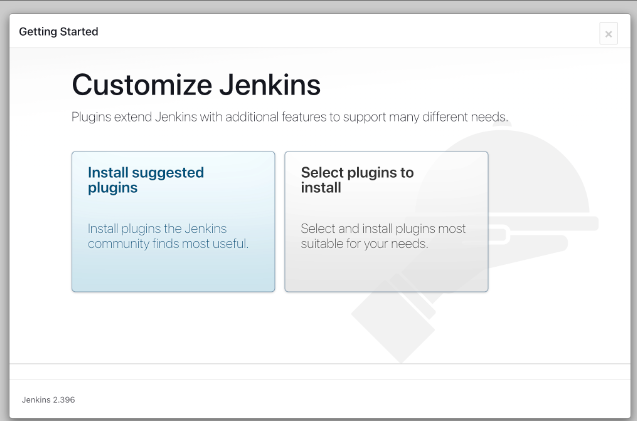 Getting Started
×
Customize Jenkins
Plugins extend Jenkins with additional features to support many different needs.
Install suggested
plugins
Install plugins the Jenkins
community finds most useful.
Select plugins to
install
Select and install plugins most
suitable for your needs.
Jenkins 2.396